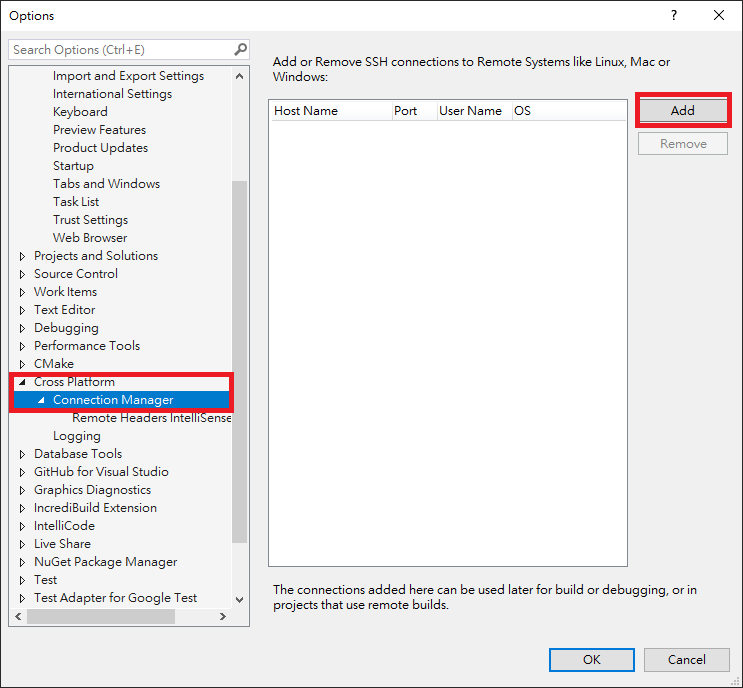 Options
Search Options (Ctrl+E)
Import and Export Settings
International Settings
Keyboard
Preview Features
Product Updates
Startup
Tabs and Windows
Task List
Trust Settings
Web Browser
Projects and Solutions
Source Control
Work Items
Text Editor
Debugging
Performance Tools
CMake
Cross Platform
Connection Manager
Remote Headers IntelliSense
Logging
Database Tools
GitHub for Visual Studio
Graphics Diagnostics
IncrediBuild Extension
IntelliCode
Live Share
NuGet Package Manager
Test
Test Adapter for Google Test
Add or Remove SSH connections to Remote Systems like Linux, Mac or
Windows:
Host Name Port User Name OS
Add
Remove
The connections added here can be used later for build or debugging, or in
projects that use remote builds.
OK Cancel